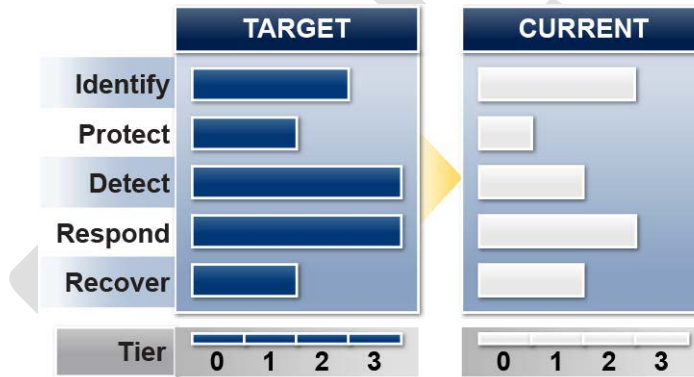 TARGET CURRENT
Identify
Protect
Detect
Respond
Recover
Tier 0 1 2 3 0 1 2 3